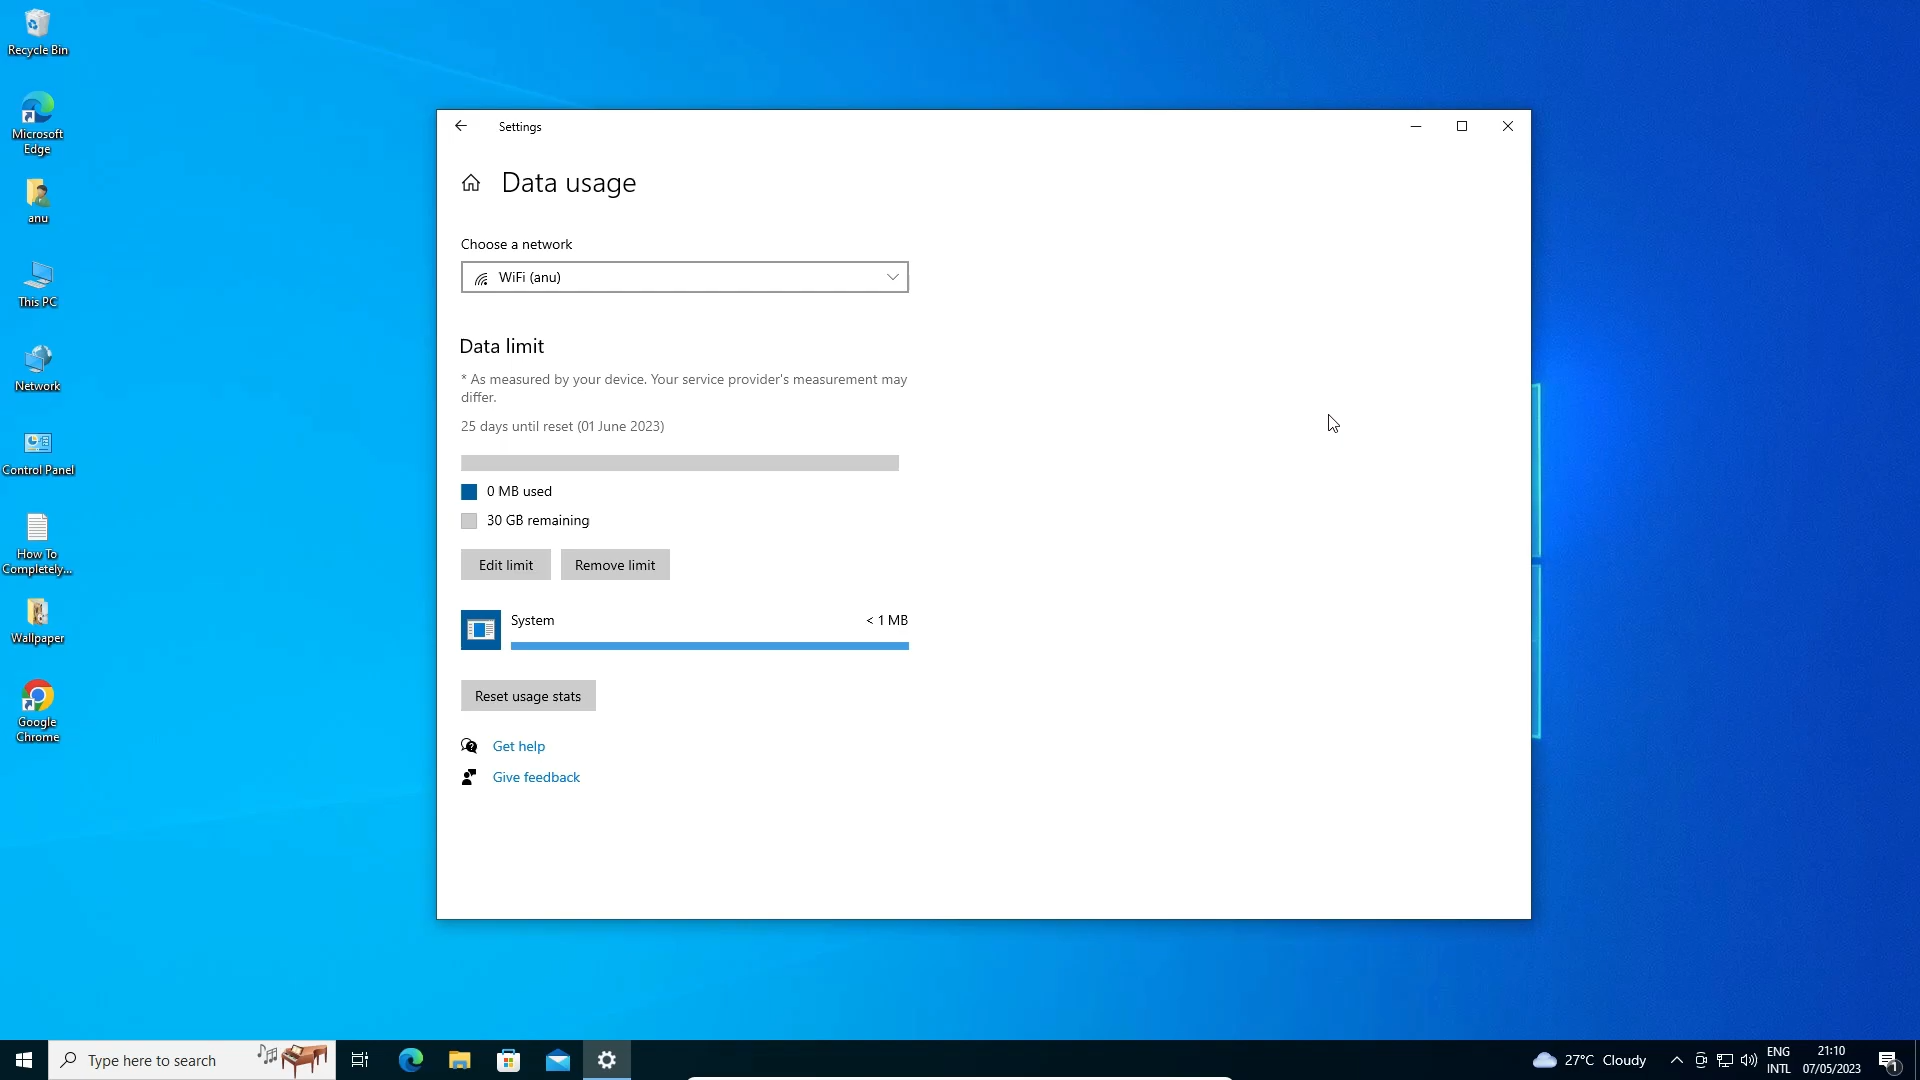 Recycle Bin
Microsoft
Edge
anu
This PC
Network
Control Panel
How To
Completely...
Wallpaper
Google
Chrome
Settings
Data usage
Choose a network
WiFi (anu)
Data limit
* As measured by your device. Your service provider's measurement may
differ.
25 days until reset (01 June 2023)
0 MB used
30 GB remaining
Edit limit
Remove limit
System
< 1 MB
Reset usage stats
Get help
Give feedback
Type here to search
27°C Cloudy
ENG
INTL
21:10
07/05/2023
1